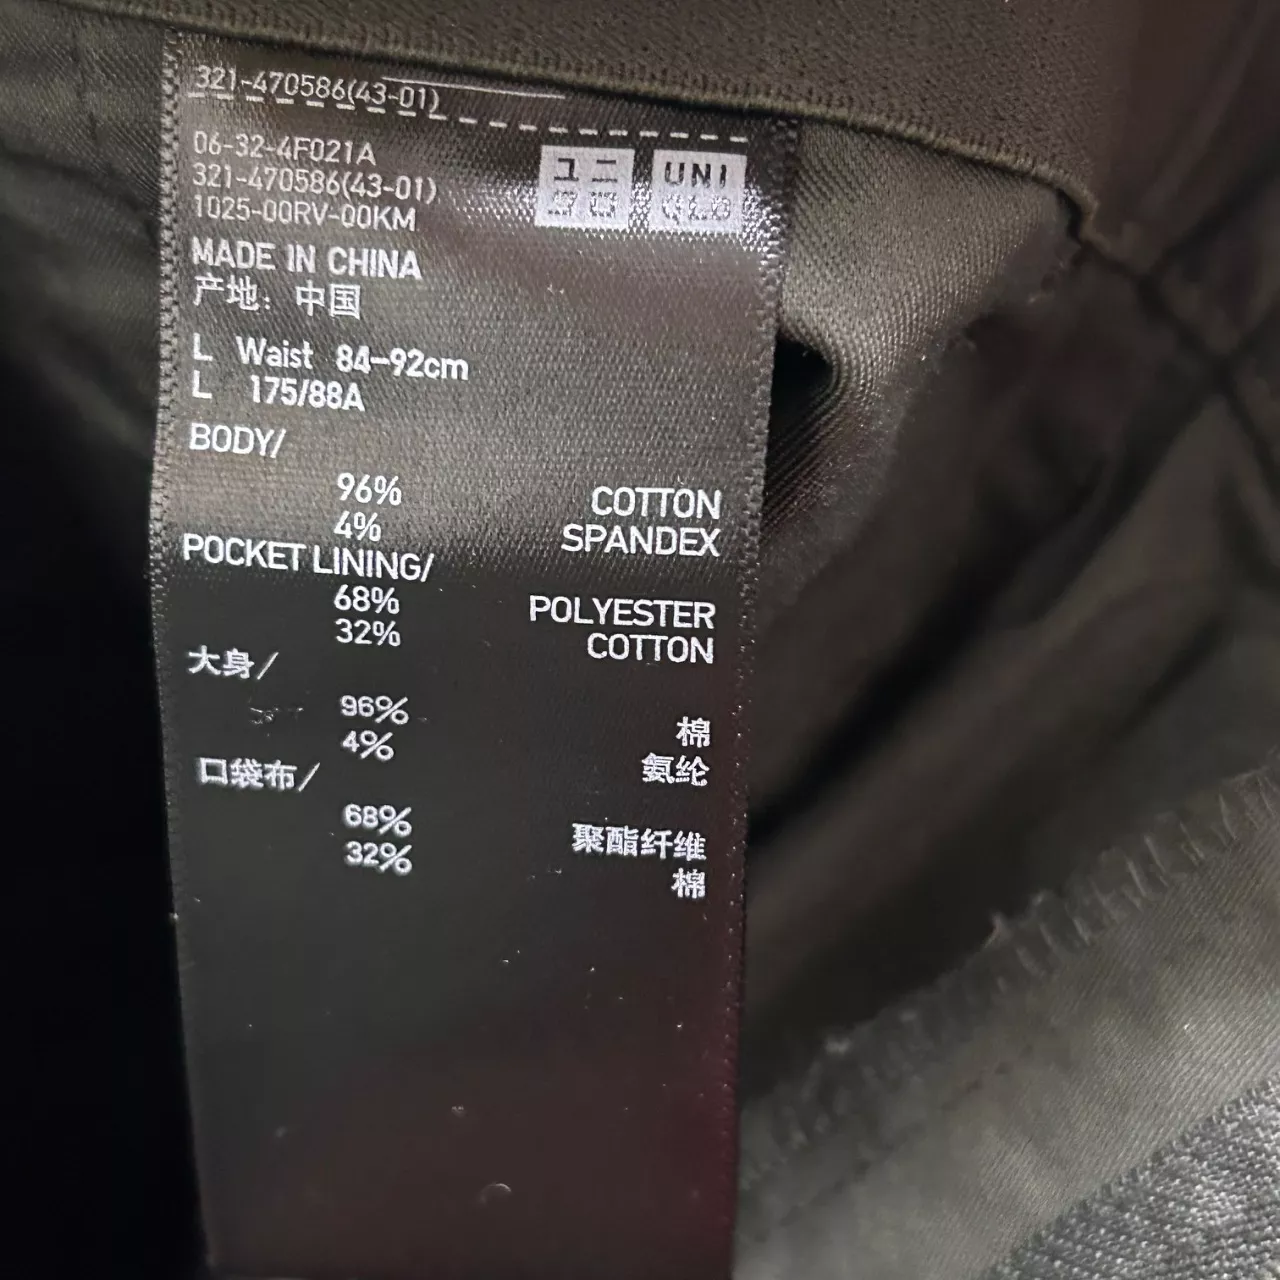 321-470586(43-01)
06-32-4F021A
321-470586(43-01)
1025-00RV-00KM
ユニ
クロ
UNI
QLO
MADE IN CHINA
产地：中国
L Waist 84-92cm
L 175/88A
BODY/
96% COTTON
4% SPANDEX
POCKET LINING/
68% POLYESTER
32% COTTON
大身/
96% 棉
4% 氨纶
口袋布/
68% 聚酯纤维
32% 棉